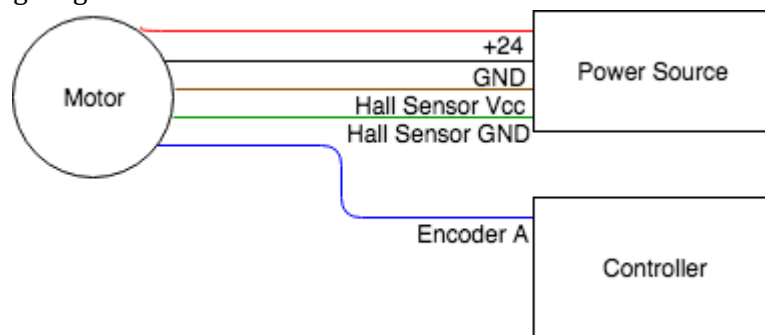 +24
Power Source
GND
Motor
Hall Sensor Vcc
Hall Sensor GND
Encoder A
Controller